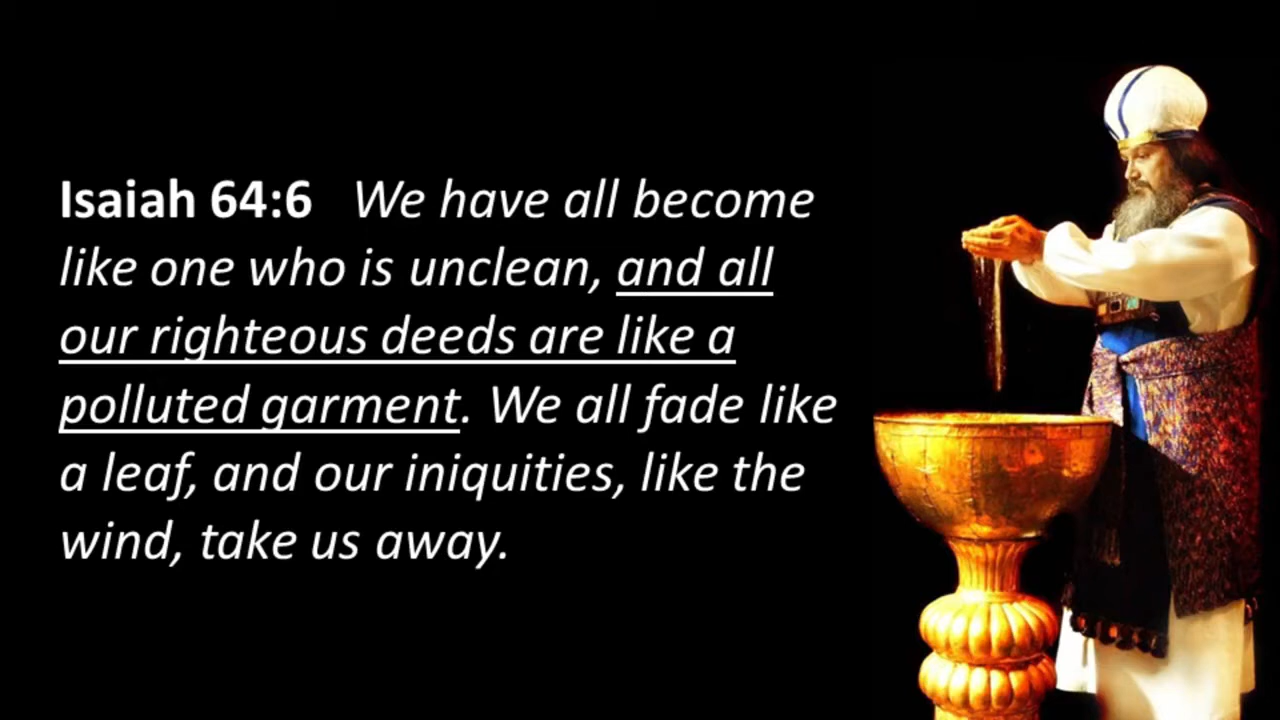 Isaiah 64:6 We have all become
like one who is unclean, and all
our righteous deeds are like a
polluted garment. We all fade like
a leaf, and our iniquities, like the
wind, take us away.